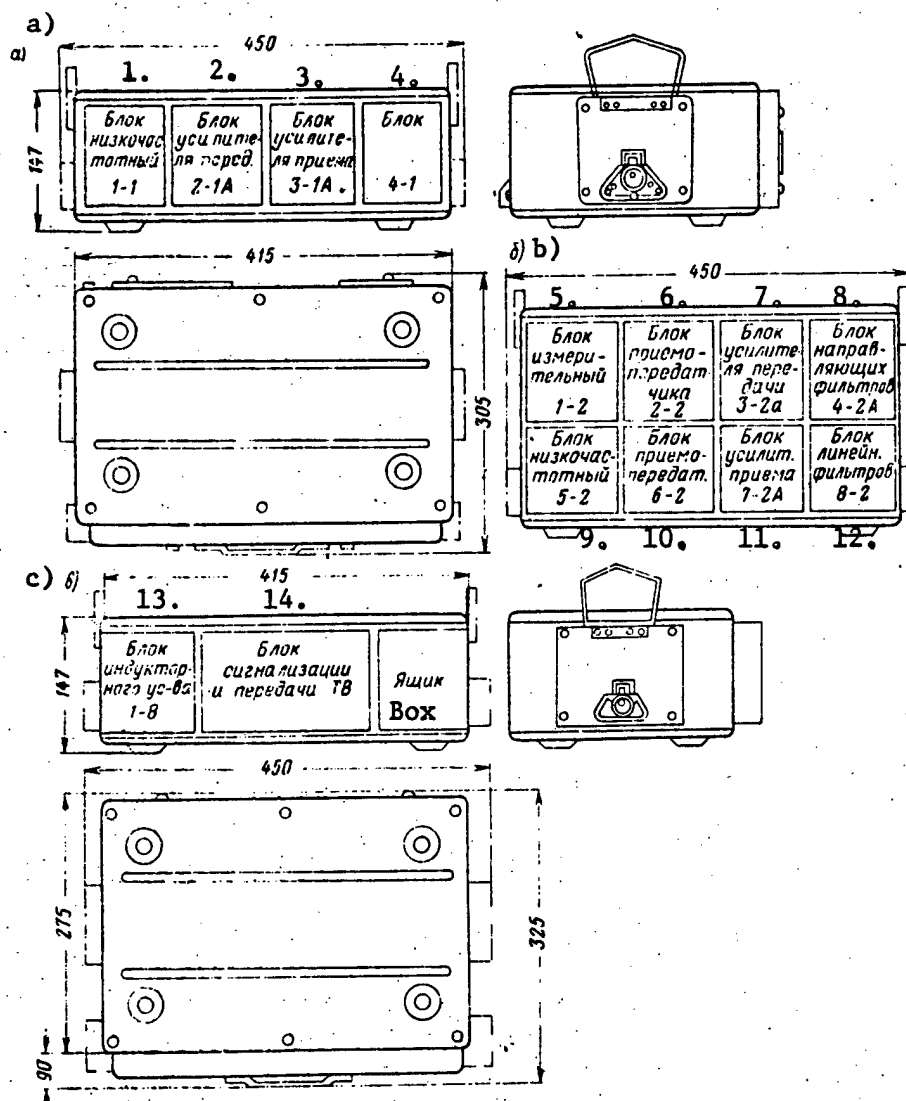 a)
а)
450
1. 2. 3. 4.
Блок
низкочас-
тотный
1-1
Блок
усилите-
ля перед.
2-1А
Блок
усилите-
ля приема
3-1А.
Блок
4-1
147
415
305
б) b)
450
5. 6. 7. 8.
Блок
измери-
тельный
1-2
Блок
приемо-
передат
чика
2-2
Блок
усилите-
ля пере-
дачи
3-2а
Блок
направ-
ляющих
фильтров
4-2А
Блок
низкочас-
тотный
5-2
Блок
приемо-
передат.
6-2
Блок
усилит.
приема
7-2А
Блок
линейн.
фильтров
8-2
9. 10. 11. 12.
c) в)
415
13. 14.
Блок
индуктор-
ного ус-ва
1-В
Блок
сигнализации
и передачи ТВ
Ящик
Box
147
450
275
325
90